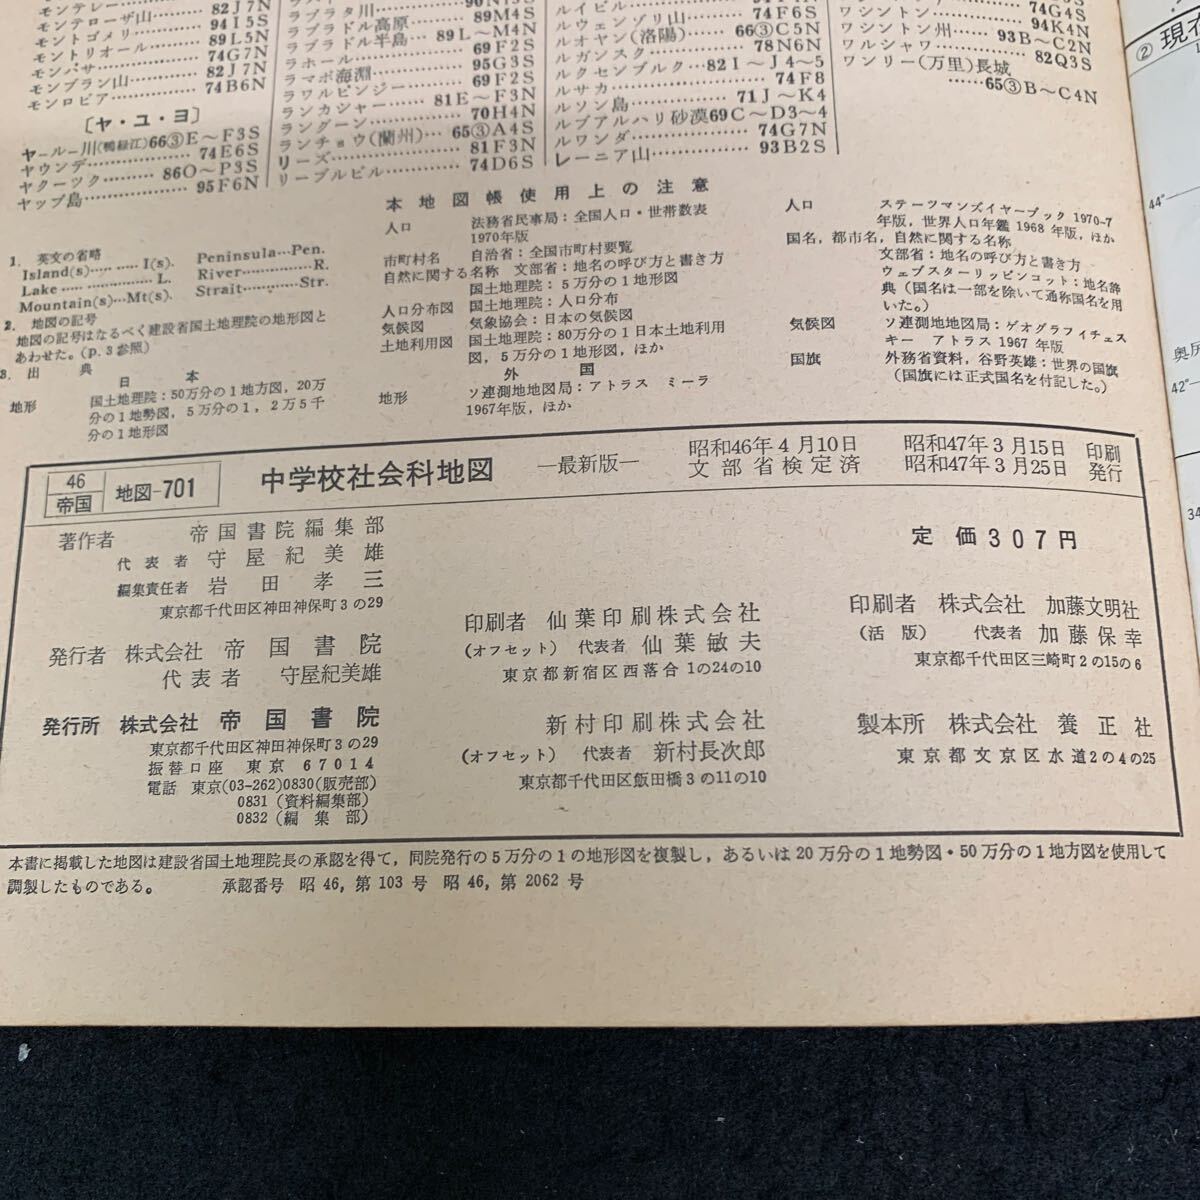 モンテレー
モンテローザ山……82J7N
モントゴメリ……94I5S
モントリオール……89L5N
モンバサ……74G7N
モンブラン山……82J7N
モンロビア……74B6N
〔ヤ・ユ・ヨ〕
ヤールー川(鴨緑江)66③E～F3S
ヤウンデ……74E6S
ヤクーツク……86O～P3S
ヤップ島……95F6N
ラプラタ川
ラブラドル高原……89M4S
ラブラドル半島…89L～M4N
ラホール……69F2S
ラマポ海淵……95G3S
ラワルピンジー……69F2S
ランカシャー……81E～F3N
ラングーン……70H4N
ランチョウ(蘭州)…65③A4S
リーズ……81F3N
リーブルビル……74D6S
ルイビル
ルウェンゾリ山……74F6S
ルオヤン(洛陽)……66③C5N
ルガンスク……78N6N
ルクセンブルク…82I～J4～5
ルサカ……74F8
ルソン島……71J～K4
ルブアルハリ砂漠69C～D3～4
ルワンダ……74G7N
レーニア山……93B2S
74G4S
ワシントン……94K4N
ワシントン州……93B～C2N
ワルシャワ……82Q3S
ワンリー(万里)長城
……65③B～C4N
本地図帳使用上の注意
1. 英文の省略
Island(s)………I(s).　Peninsula…Pen.
Lake……………L.　River……………R.
Mountain(s)…Mt(s).　Strait…………Str.
2. 地図の記号
地図の記号はなるべく建設省国土地理院の地形図と
あわせた。(p.3参照)
3. 出典
日本
地形　国土地理院：50万分の1地方図，20万
分の1地勢図，5万分の1，2万5千
分の1地形図
人口　法務省民事局：全国人口・世帯数表
1970年版
市町村名　自治省：全国市町村要覧
自然に関する名称　文部省：地名の呼び方と書き方
国土地理院：5万分の1地形図
人口分布図　国土地理院：人口分布
気候図　気象協会：日本の気候図
土地利用図　国土地理院：80万分の1日本土地利用
図，5万分の1地形図，ほか
外国
地形　ソ連測地地図局：アトラス　ミーラ
1967年版，ほか
人口　ステーツマンズイヤーブック 1970-7
年版，世界人口年鑑 1968 年版，ほか
国名，都市名，自然に関する名称
文部省：地名の呼び方と書き方
ウェブスターリッピンコット：地名辞
典(国名は一部を除いて通称国名を用
いた。)
気候図　ソ連測地地図局：ゲオグラフィチェス
キー　アトラス 1967 年版
国旗　外務省資料，谷野英雄：世界の国旗
(国旗には正式国名を付記した。)
② 現在
44°
奥尻
42°
34
46
帝国
地図-701
中学校社会科地図　―最新版―
昭和46年4月10日
文部省検定済
昭和47年3月15日 印刷
昭和47年3月25日 発行
著作者　帝国書院編集部
代表者　守屋紀美雄
編集責任者　岩田孝三
東京都千代田区神田神保町3の29
発行者　株式会社　帝国書院
代表者　守屋紀美雄
発行所　株式会社　帝国書院
東京都千代田区神田神保町3の29
振替口座　東京　67014
電話　東京(03-262)0830(販売部)
0831(資料編集部)
0832(編集部)
印刷者　仙葉印刷株式会社
(オフセット)　代表者　仙葉敏夫
東京都新宿区西落合1の24の10
新村印刷株式会社
(オフセット)　代表者　新村長次郎
東京都千代田区飯田橋3の11の10
定価307円
印刷者　株式会社　加藤文明社
(活版)　代表者　加藤保幸
東京都千代田区三崎町2の15の6
製本所　株式会社　養正社
東京都文京区水道2の4の25
本書に掲載した地図は建設省国土地理院長の承認を得て，同院発行の5万分の1の地形図を複製し，あるいは20万分の1地勢図・50万分の1地方図を使用して
調製したものである。　承認番号　昭46，第103号　昭46，第2062号